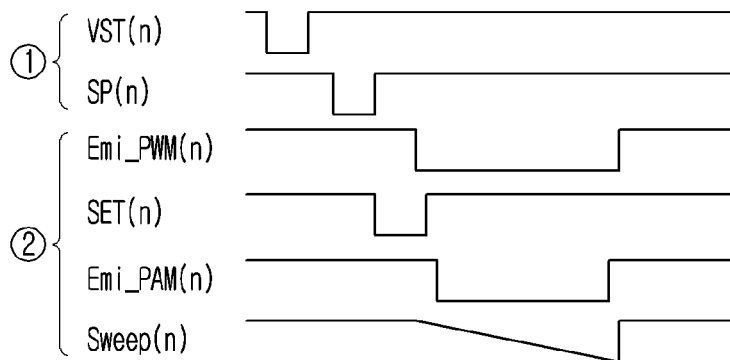 ① VST(n)
SP(n)
② Emi_PWM(n)
SET(n)
Emi_PAM(n)
Sweep(n)